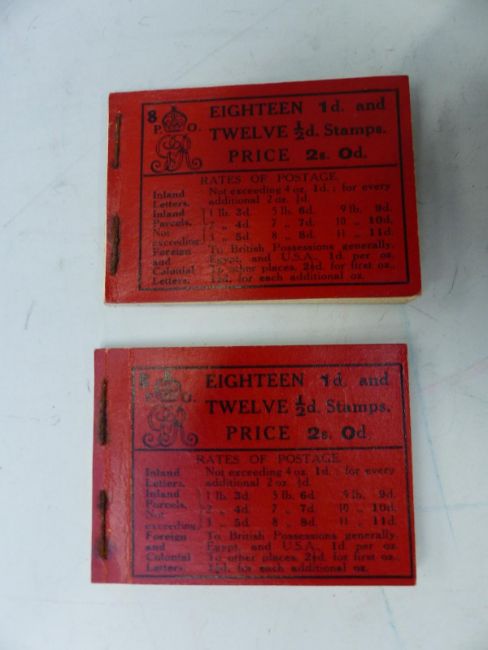 8
P. O.
EIGHTEEN 1d. and
TWELVE ½d. Stamps.
PRICE 2s. 0d.
RATES OF POSTAGE.
Inland Letters. Not exceeding 4 oz. 1d.; for every additional 2 oz. ½d.
Inland Parcels. Not exceeding
1 lb. 3d. 5 lb. 6d. 9 lb. 9d.
2 „ 4d. 7 „ 7d. 10 „ 10d.
3 „ 5d. 8 „ 8d. 11 „ 11d.
Foreign and Colonial Letters.
To British Possessions generally,
Egypt, and U.S.A., 1d. per oz.
To other places, 2½d. for first oz.,
1½d. for each additional oz.
O.
EIGHTEEN 1d. and
TWELVE ½d. Stamps.
PRICE 2s. 0d.
RATES OF POSTAGE.
Inland Letters. Not exceeding 4 oz. 1d. for every additional 2 oz. ½d.
Inland Parcels. Not exceeding
1 lb. 3d. 5 lb. 6d. 9 lb. 9d.
2 „ 4d. 7 „ 7d. 10 „ 10d.
3 „ 5d. 8 „ 8d. 11 „ 11d.
Foreign and Colonial Letters.
To British Possessions generally,
Egypt, and U.S.A., 1d. per oz.
To other places, 2½d. for first oz.,
1½d. for each additional oz.